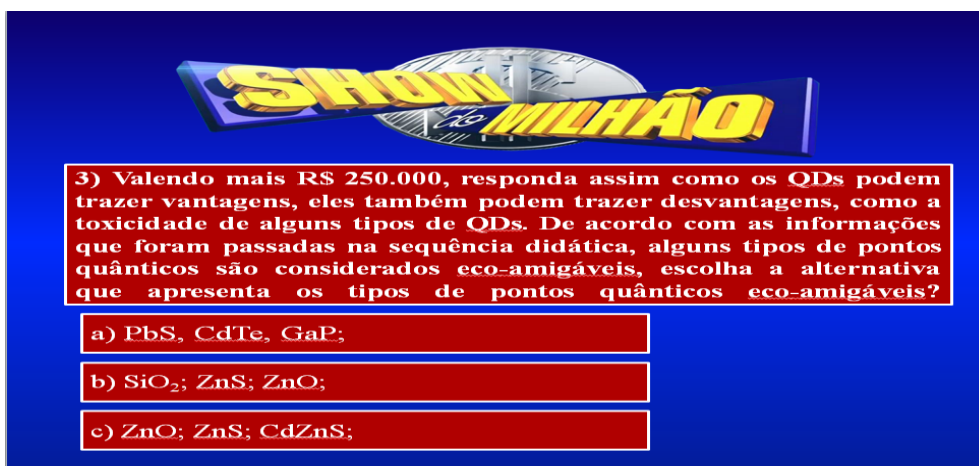 SHOW
do
MILHÃO
3) Valendo mais R$ 250.000, responda assim como os QDs podem
trazer vantagens, eles também podem trazer desvantagens, como a
toxicidade de alguns tipos de QDs. De acordo com as informações
que foram passadas na sequência didática, alguns tipos de pontos
quânticos são considerados eco-amigáveis, escolha a alternativa
que apresenta os tipos de pontos quânticos eco-amigáveis?
a) PbS, CdTe, GaP;
b) SiO₂; ZnS; ZnO;
c) ZnO; ZnS; CdZnS;